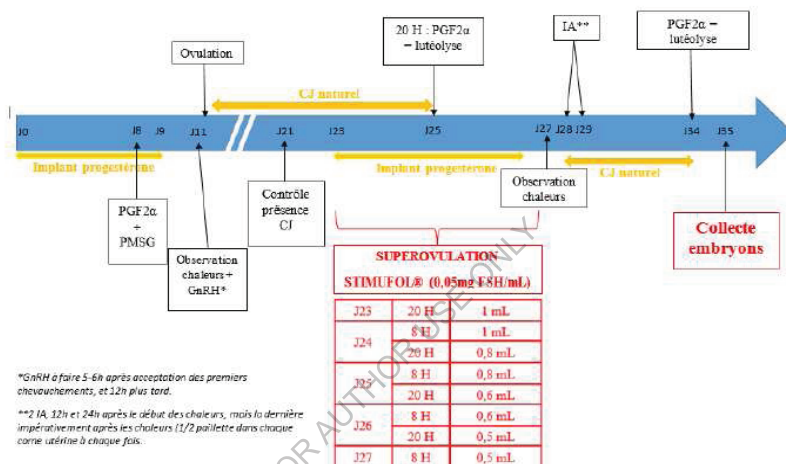 20 H : PGF2α
– lutéolyse
IA**
PGF2α –
lutéolyse
Ovulation
CJ naturel
J0
J8
J9
J11
J21
J23
J25
J27
J28
J29
J34
J35
Implant progestérone
Implant progesterone
CJ naturel
PGF2α
+
PMSG
Observation
chaleurs+
GnRH*
Contrôle
présence
CJ
Observation
chaleurs
Collecte
embryons
SUPEROVULATION
STIMUFOL® (0,05mg FSH/mL)
J23 20 H 1 mL
J24 8 H 1 mL
20 H 0,8 mL
J25 8 H 0,8 mL
20 H 0,6 mL
J26 8 H 0,6 mL
20 H 0,5 mL
J27 8 H 0,5 mL
*GnRH à faire 5-6h après acceptation des premiers
chevauchements, et 12h plus tard.
**2 IA, 12h et 24h après le début des chaleurs, mais la dernière
impérativement après les chaleurs (1/2 paillette dans chaque
corne utérine à chaque fois.
OR AUTHOR USE ONLY